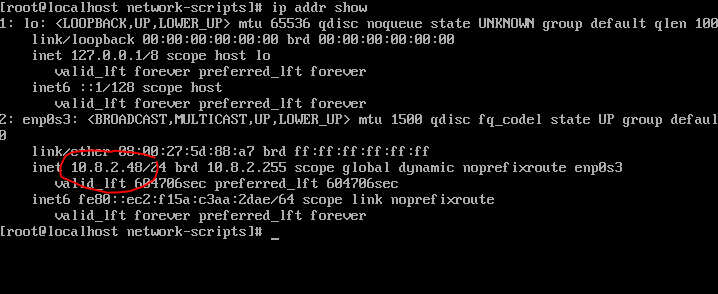 [root@localhost network-scripts]# ip addr show
1: lo: <LOOPBACK,UP,LOWER_UP> mtu 65536 qdisc noqueue state UNKNOWN group default qlen 100
link/loopback 00:00:00:00:00:00 brd 00:00:00:00:00:00
inet 127.0.0.1/8 scope host lo
valid_lft forever preferred_lft forever
inet6 ::1/128 scope host
valid_lft forever preferred_lft forever
2: enp0s3: <BROADCAST,MULTICAST,UP,LOWER_UP> mtu 1500 qdisc fq_codel state UP group defaul
0
link/ether 08:00:27:5d:88:a7 brd ff:ff:ff:ff:ff:ff
inet 10.8.2.48/24 brd 10.8.2.255 scope global dynamic noprefixroute enp0s3
valid_lft 604706sec preferred_lft 604706sec
inet6 fe80::ec2:f15a:c3aa:2dae/64 scope link noprefixroute
valid_lft forever preferred_lft forever
[root@localhost network-scripts]# _